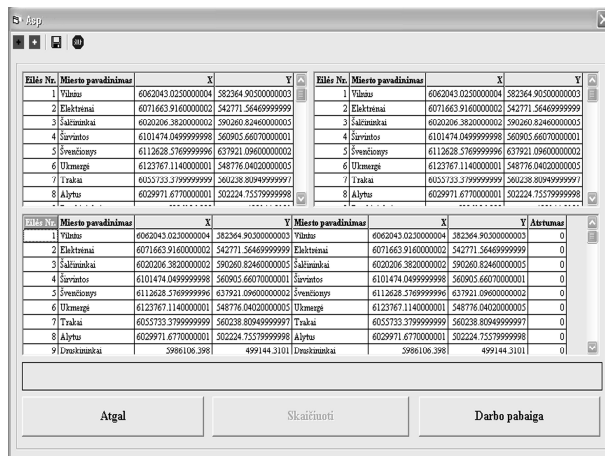 Asp
Eilės Nr. Miesto pavadinimas X Y
1 Vilnius 6062043.0250000004 582364.90500000003
2 Elektrėnai 6071663.9160000002 542771.56469999999
3 Šalčininkai 6020206.3820000002 590260.82460000005
4 Širvintos 6101474.0499999998 560905.66070000001
5 Švenčionys 6112628.5769999996 637921.09600000002
6 Ukmergė 6123767.1140000001 548776.04020000005
7 Trakai 6055733.3799999999 560238.80949999997
8 Alytus 6029971.6770000001 502224.75579999998
Eilės Nr. Miesto pavadinimas X Y
1 Vilnius 6062043.0250000004 582364.90500000003
2 Elektrėnai 6071663.9160000002 542771.56469999999
3 Šalčininkai 6020206.3820000002 590260.82460000005
4 Širvintos 6101474.0499999998 560905.66070000001
5 Švenčionys 6112628.5769999996 637921.09600000002
6 Ukmergė 6123767.1140000001 548776.04020000005
7 Trakai 6055733.3799999999 560238.80949999997
8 Alytus 6029971.6770000001 502224.75579999998
Eilės Nr. Miesto pavadinimas X Y Miesto pavadinimas X Y Atstumas
1 Vilnius 6062043.0250000004 582364.90500000003 Vilnius 6062043.0250000004 582364.90500000003 0
2 Elektrėnai 6071663.9160000002 542771.56469999999 Elektrėnai 6071663.9160000002 542771.56469999999 0
3 Šalčininkai 6020206.3820000002 590260.82460000005 Šalčininkai 6020206.3820000002 590260.82460000005 0
4 Širvintos 6101474.0499999998 560905.66070000001 Širvintos 6101474.0499999998 560905.66070000001 0
5 Švenčionys 6112628.5769999996 637921.09600000002 Švenčionys 6112628.5769999996 637921.09600000002 0
6 Ukmergė 6123767.1140000001 548776.04020000005 Ukmergė 6123767.1140000001 548776.04020000005 0
7 Trakai 6055733.3799999999 560238.80949999997 Trakai 6055733.3799999999 560238.80949999997 0
8 Alytus 6029971.6770000001 502224.75579999998 Alytus 6029971.6770000001 502224.75579999998 0
9 Druskininkai 5986106.398 499144.3101 Druskininkai 5986106.398 499144.3101 0
Atgal
Skaičiuoti
Darbo pabaiga